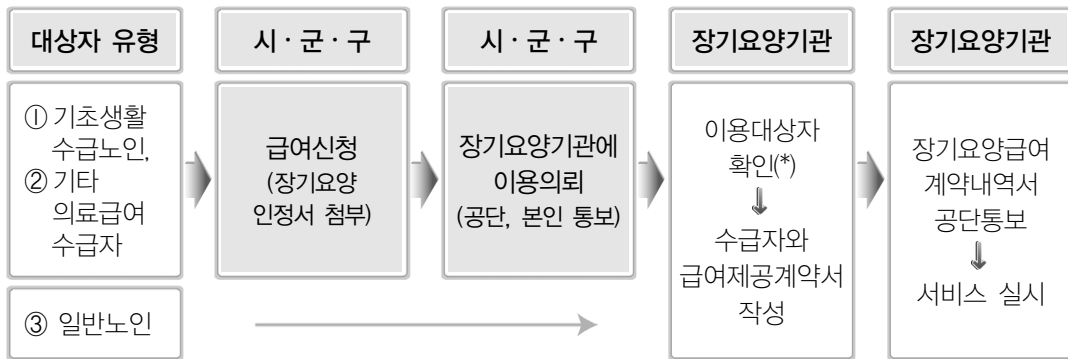 대상자 유형
시·군·구
시·군·구
장기요양기관
장기요양기관
① 기초생활
수급노인,
② 기타
의료급여
수급자
급여신청
(장기요양
인정서 첨부)
장기요양기관에
이용의뢰
(공단, 본인 통보)
이용대상자
확인(*)
수급자와
급여제공계약서
작성
장기요양급여
계약내역서
공단통보
서비스 실시
③ 일반노인